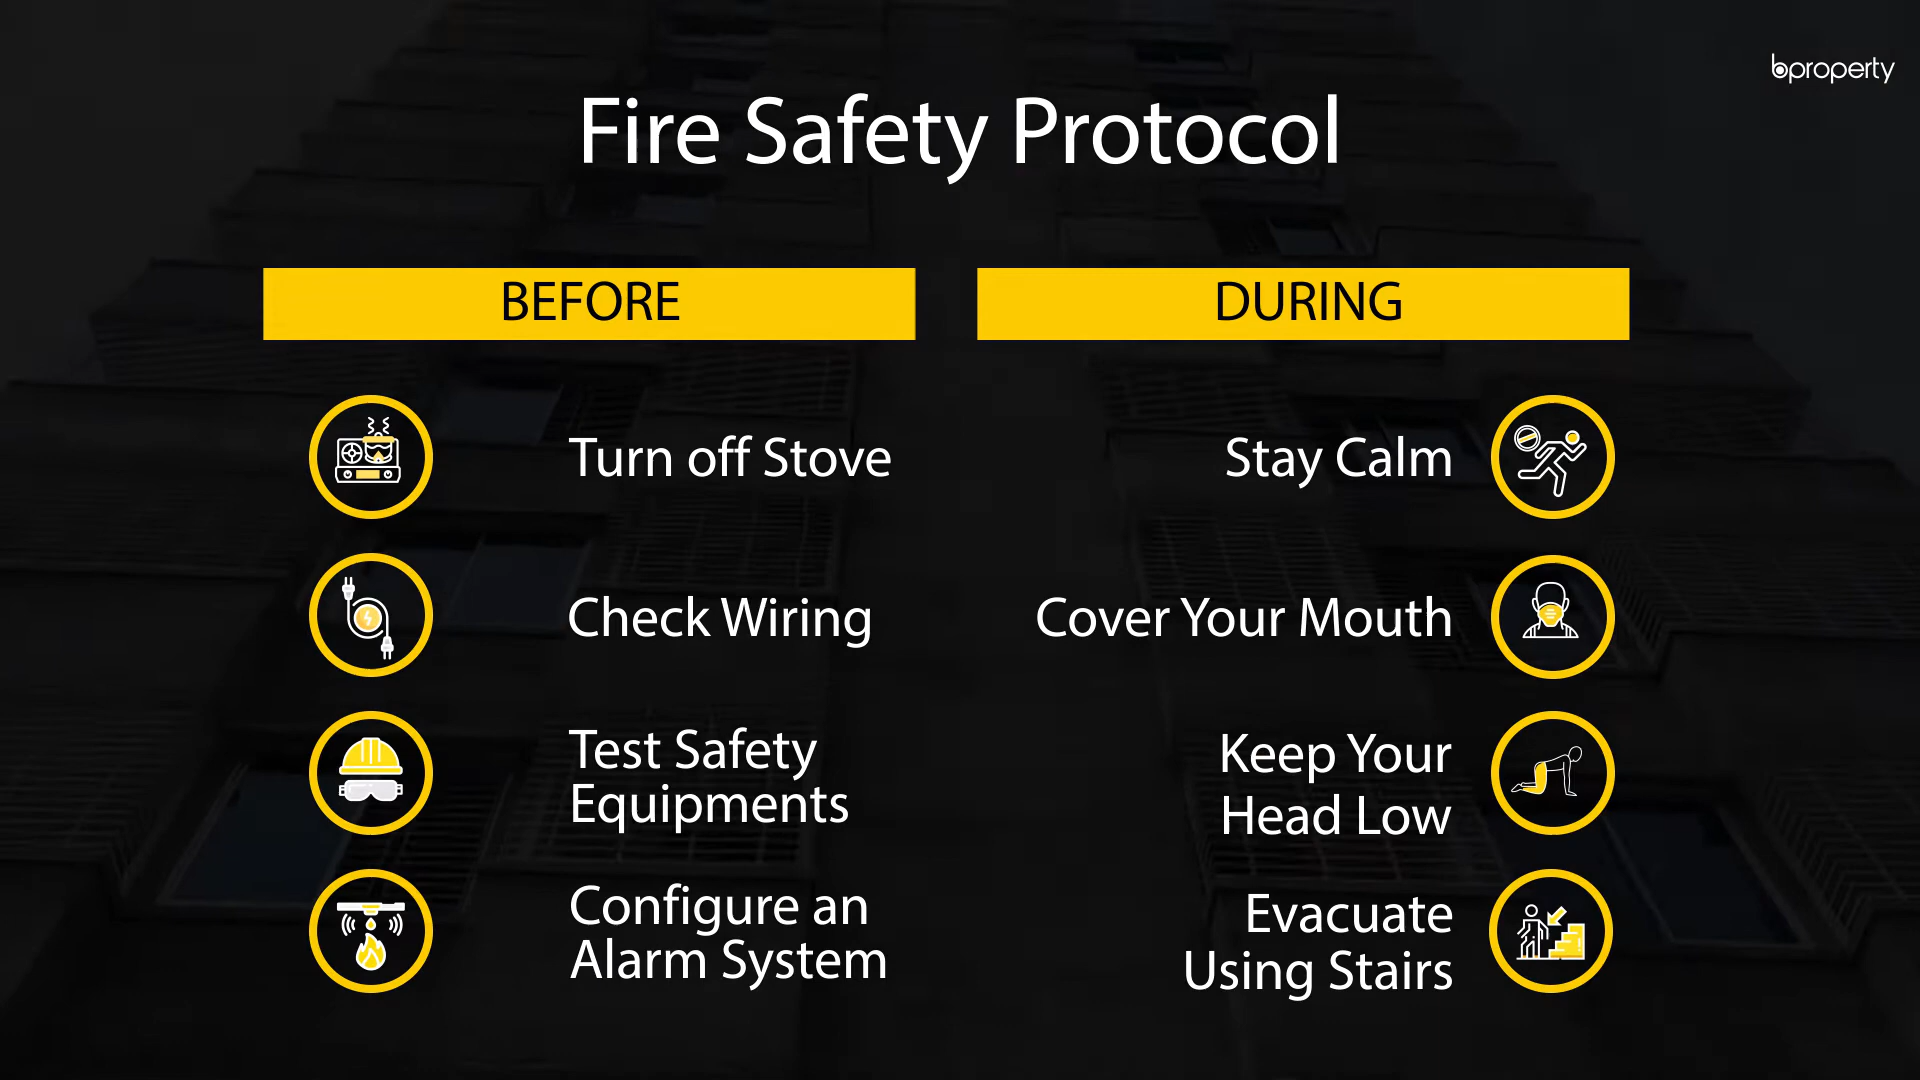 bproperty
Fire Safety Protocol
BEFORE
Turn off Stove
Check Wiring
Test Safety
Equipments
Configure an
Alarm System
DURING
Stay Calm
Cover Your Mouth
Keep Your
Head Low
Evacuate
Using Stairs